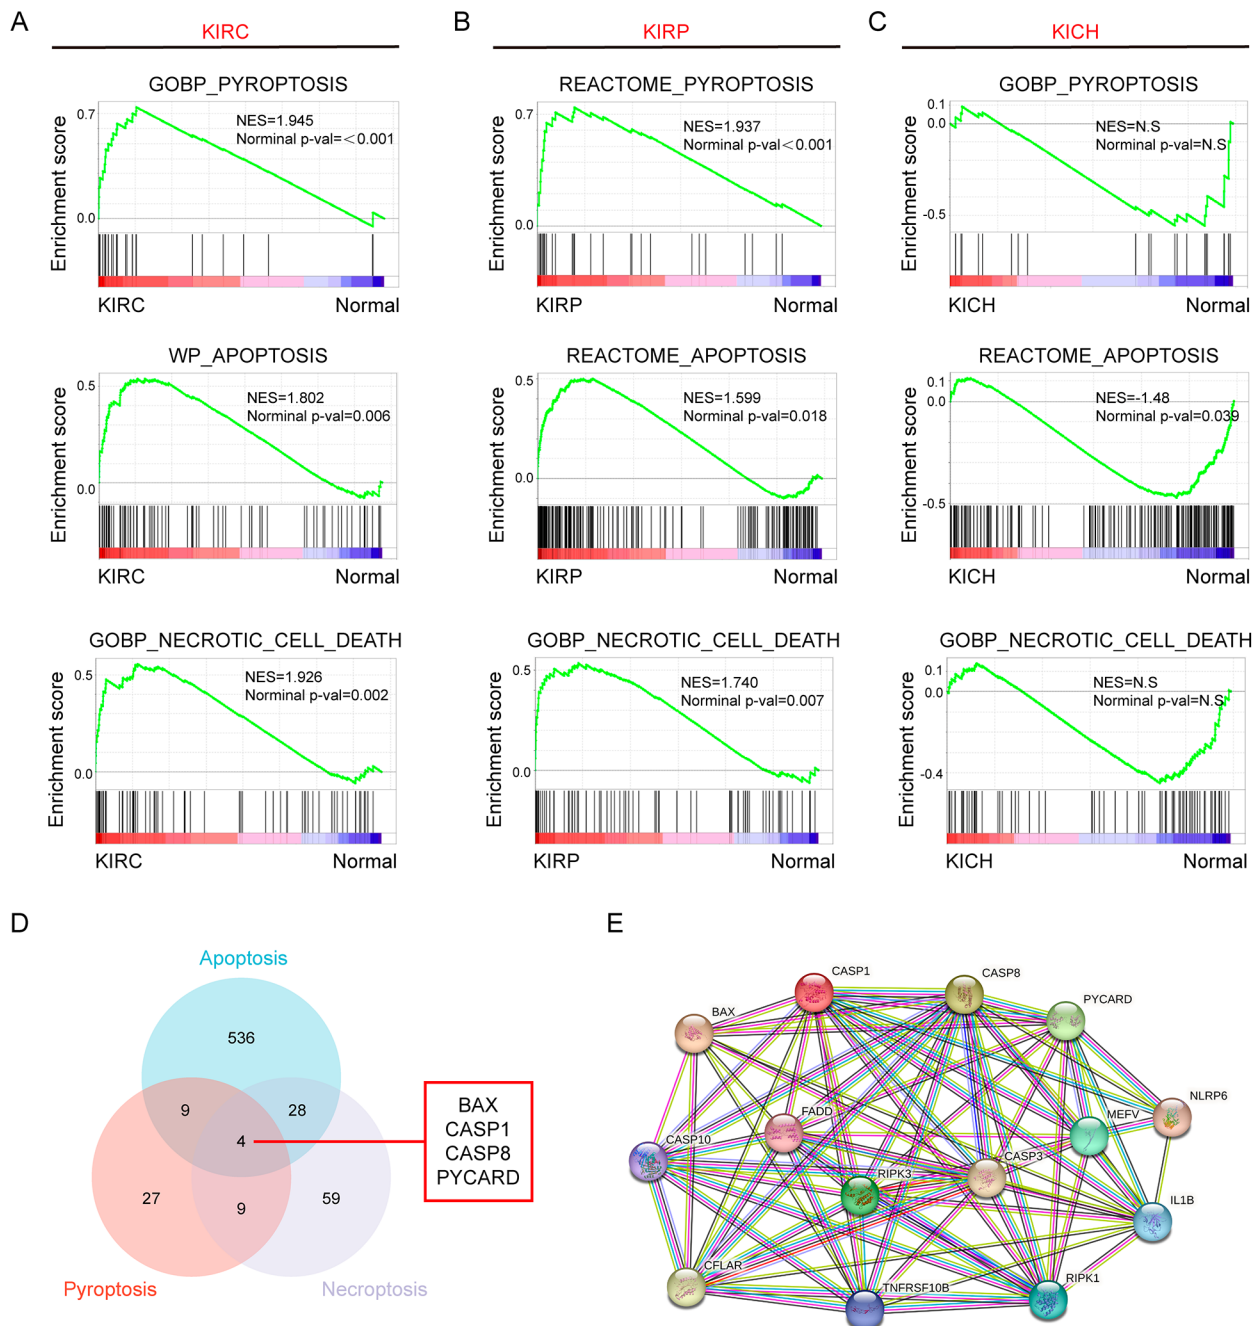 A
KIRC
GOBP_PYROPTOSIS
Enrichment score
0.7
0.0
NES=1.945
Norminal p-val=<0.001
KIRC
Normal
WP_APOPTOSIS
Enrichment score
0.5
0.0
NES=1.802
Norminal p-val=0.006
KIRC
Normal
GOBP_NECROTIC_CELL_DEATH
Enrichment score
0.5
0.0
NES=1.926
Norminal p-val=0.002
KIRC
Normal
B
KIRP
REACTOME_PYROPTOSIS
Enrichment score
0.7
0.0
NES=1.937
Norminal p-val<0.001
KIRP
Normal
REACTOME_APOPTOSIS
Enrichment score
0.5
0.0
NES=1.599
Norminal p-val=0.018
KIRP
Normal
GOBP_NECROTIC_CELL_DEATH
Enrichment score
0.5
0.0
NES=1.740
Norminal p-val=0.007
KIRP
Normal
C
KICH
GOBP_PYROPTOSIS
Enrichment score
0.1
0.0
-0.5
NES=N.S
Norminal p-val=N.S
KICH
Normal
REACTOME_APOPTOSIS
Enrichment score
0.1
0.0
-0.5
NES=-1.48
Norminal p-val=0.039
KICH
Normal
GOBP_NECROTIC_CELL_DEATH
Enrichment score
0.1
0.0
-0.4
NES=N.S
Norminal p-val=N.S
KICH
Normal
D
Apoptosis
536
9
28
4
27
9
59
Pyroptosis
Necroptosis
BAX
CASP1
CASP8
PYCARD
E
CASP1
CASP8
PYCARD
BAX
NLRP6
MEFV
FADD
CASP10
CASP3
RIPK3
IL1B
CFLAR
TNFRSF10B
RIPK1